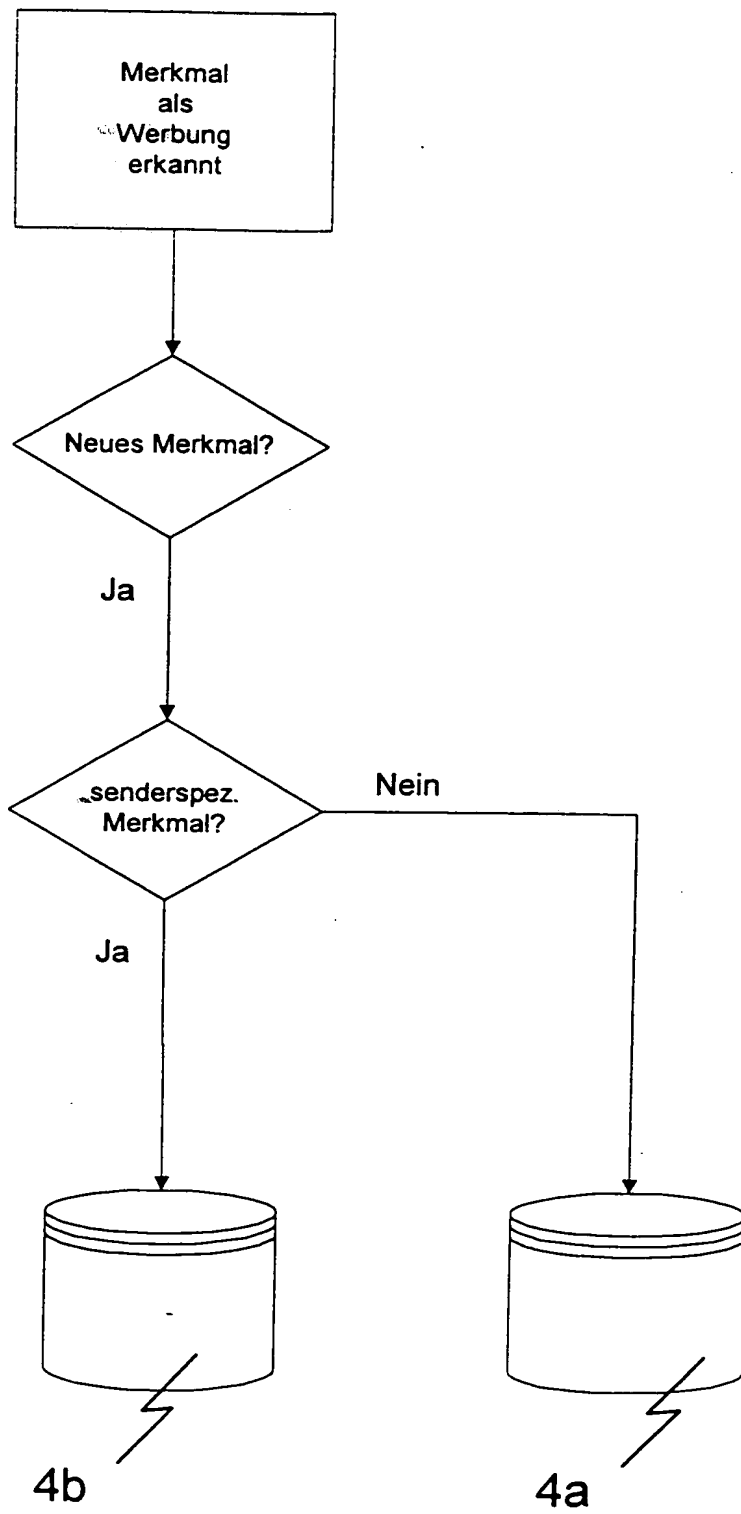 Merkmal
als
Werbung
erkannt
Neues Merkmal?
Ja
senderspez.
Merkmal?
Nein
Ja
4b
4a